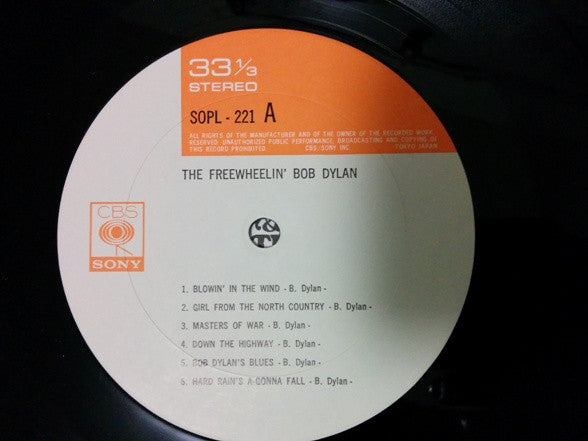 33 1/3
STEREO
SOPL - 221 A
ALL RIGHTS OF THE MANUFACTURER AND OF THE OWNER OF THE RECORDED WORK
RESERVED. UNAUTHORIZED PUBLIC PERFORMANCE, BROADCASTING AND COPYING OF
THIS RECORD PROHIBITED. CBS. SONY INC. TOKYO JAPAN
THE FREEWHEELIN' BOB DYLAN
CBS
SONY
1. BLOWIN' IN THE WIND - B. Dylan -
2. GIRL FROM THE NORTH COUNTRY - B. Dylan -
3. MASTERS OF WAR - B. Dylan -
4. DOWN THE HIGHWAY - B. Dylan -
5. BOB DYLAN'S BLUES - B. Dylan -
6. HARD RAIN'S A-GONNA FALL - B. Dylan -